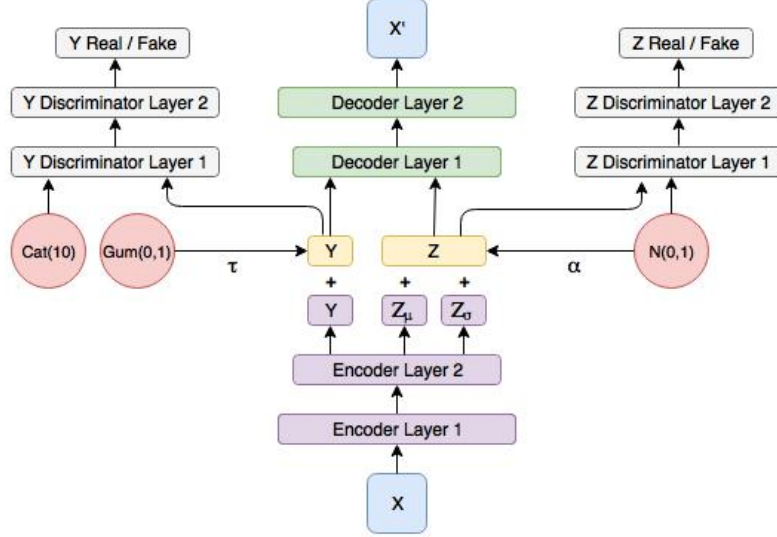 X'
Y Real / Fake
Z Real / Fake
Y Discriminator Layer 2
Decoder Layer 2
Z Discriminator Layer 2
Y Discriminator Layer 1
Decoder Layer 1
Z Discriminator Layer 1
Cat(10)
Gum(0,1)
τ
Y
Z
α
N(0,1)
+
+
+
Y
Zμ
Zσ
Encoder Layer 2
Encoder Layer 1
X